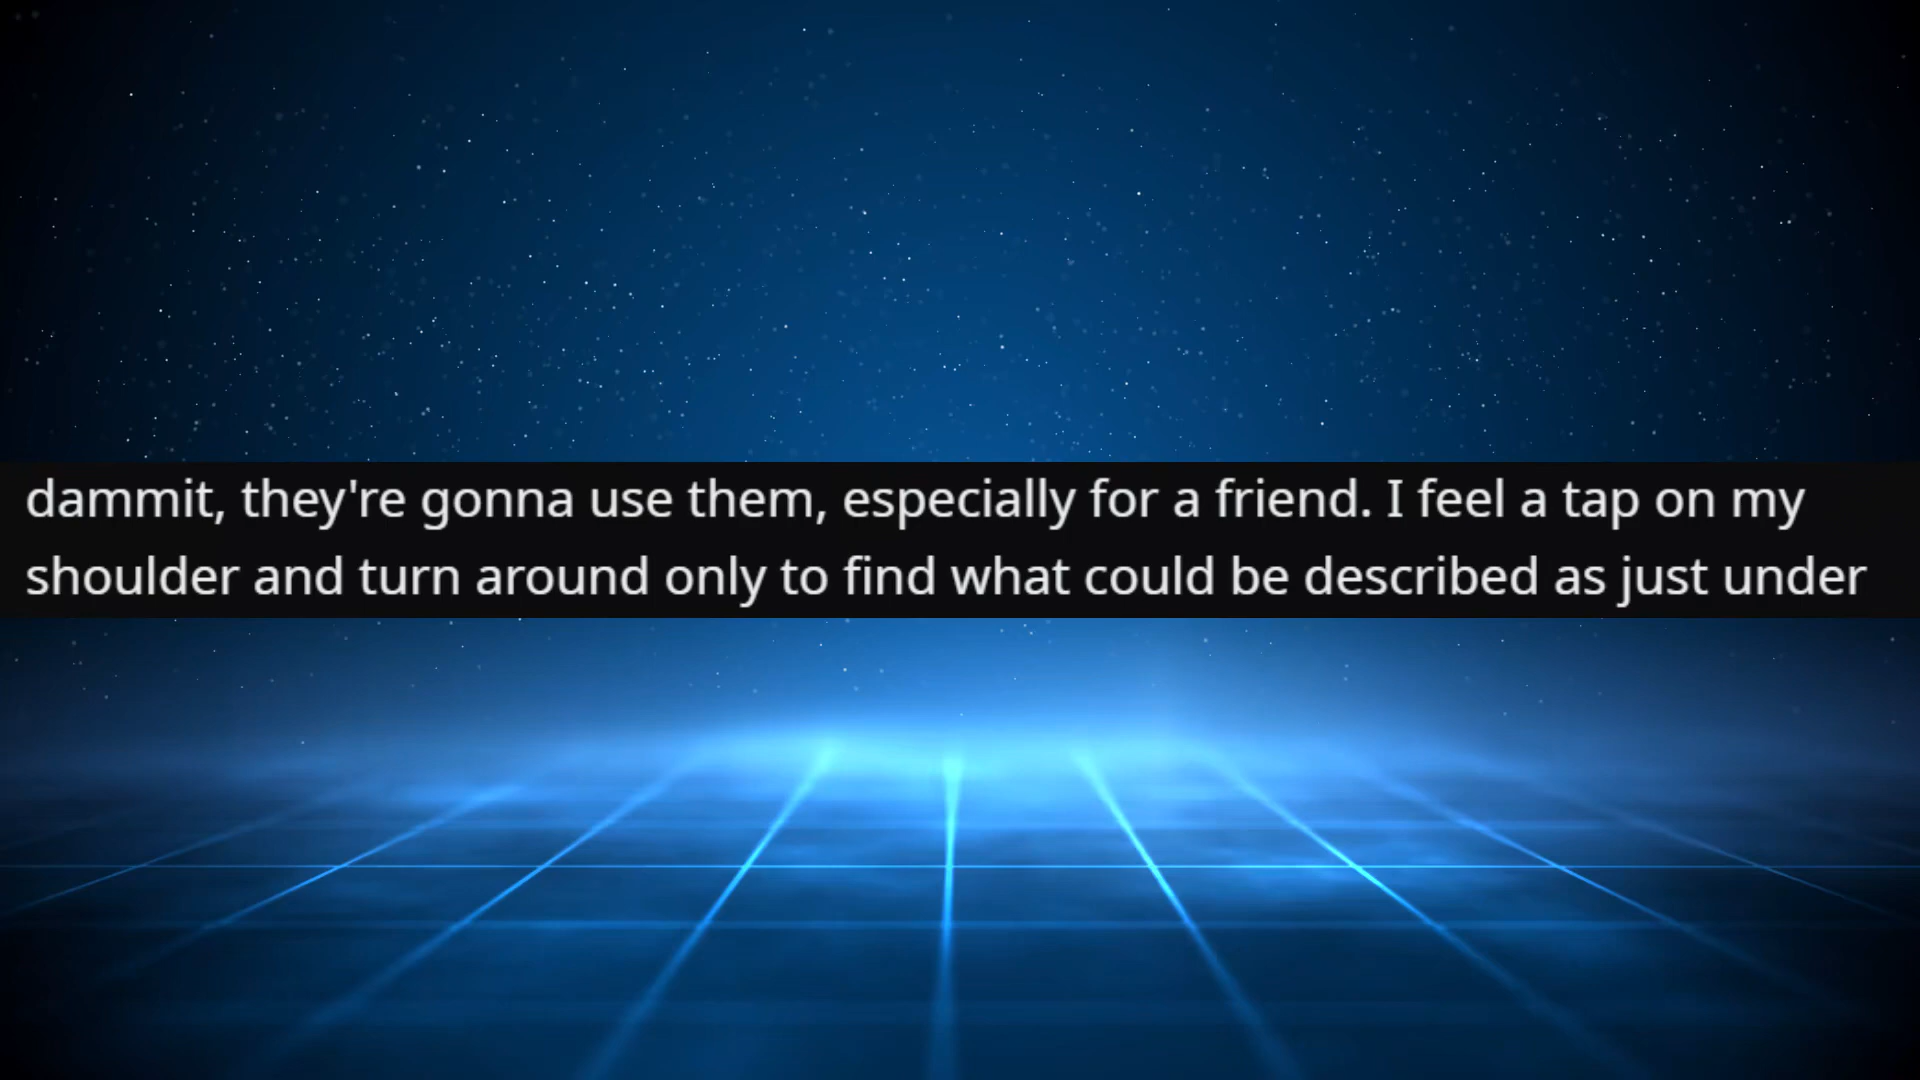 dammit, they're gonna use them, especially for a friend. I feel a tap on my
shoulder and turn around only to find what could be described as just under